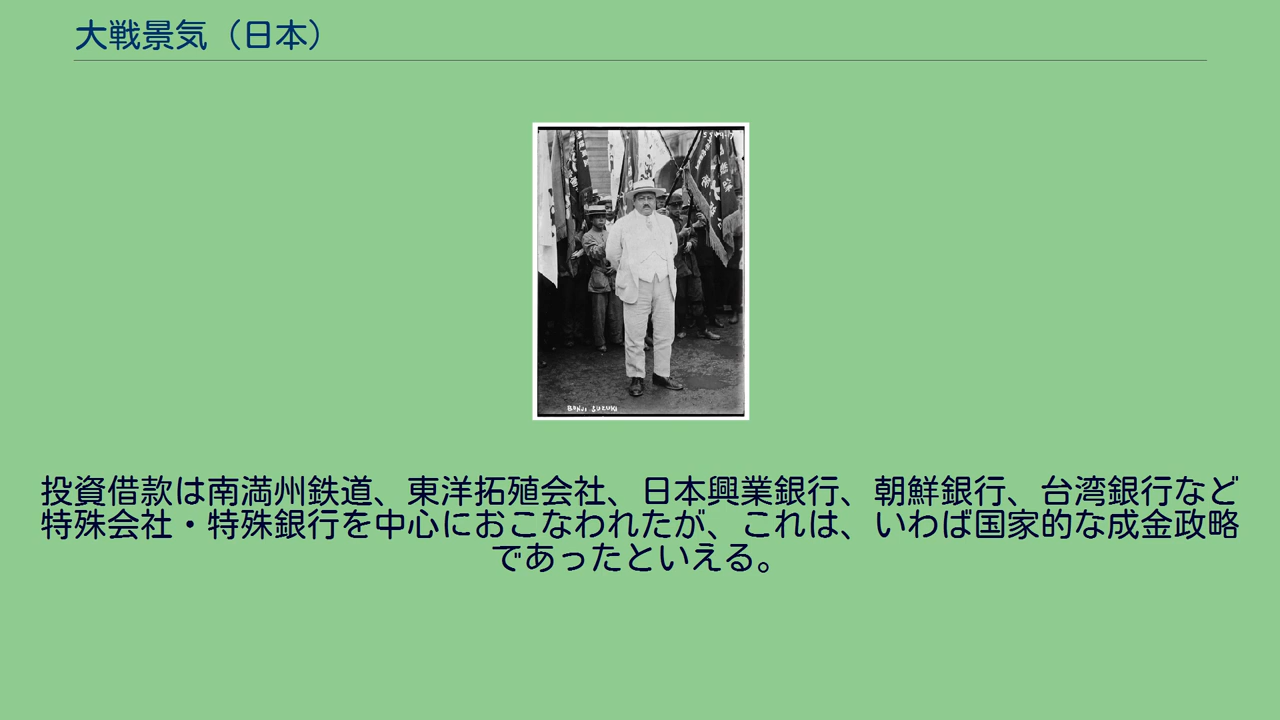 大戦景気（日本）
BUNJI SUZUKI
投資借款は南満州鉄道、東洋拓殖会社、日本興業銀行、朝鮮銀行、台湾銀行など
特殊会社・特殊銀行を中心におこなわれたが、これは、いわば国家的な成金政略
であったといえる。